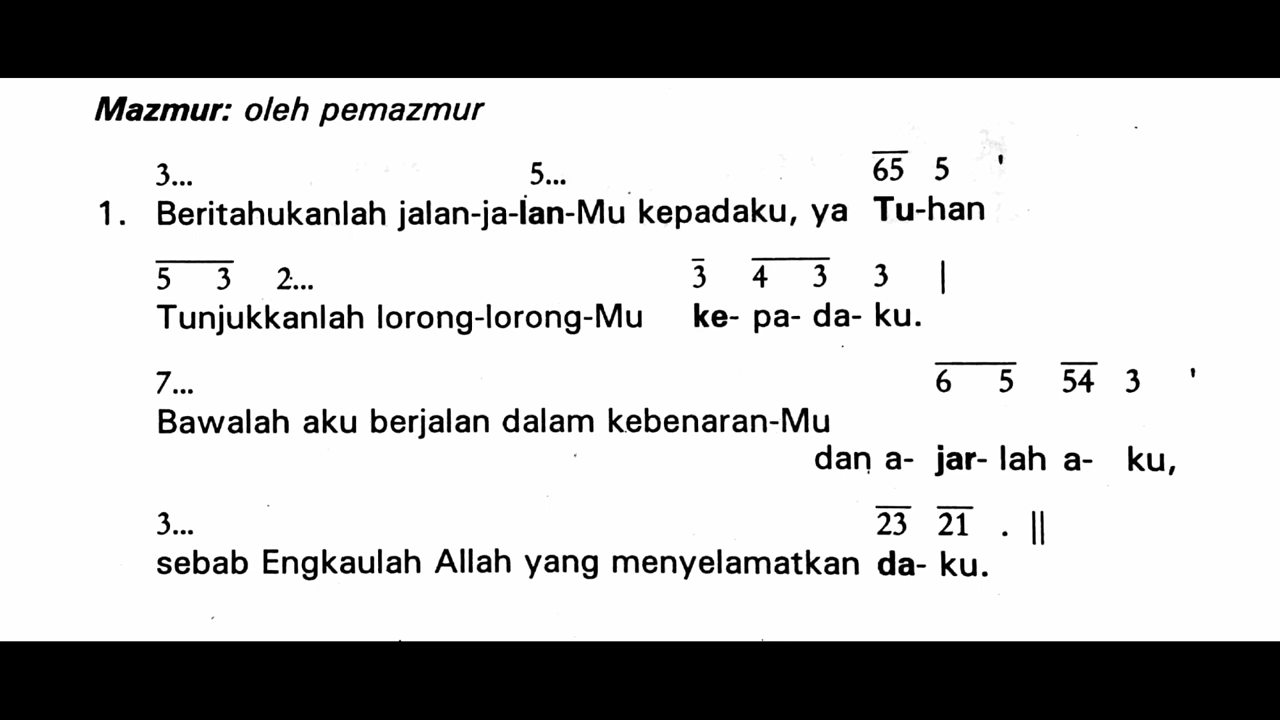 Mazmur: oleh pemazmur
3... 5... 65 5 '
1. Beritahukanlah jalan-ja-lan-Mu kepadaku, ya Tu-han
5 3 2... 3 4 3 3 |
Tunjukkanlah lorong-lorong-Mu ke- pa- da- ku.
7... 6 5 54 3 '
Bawalah aku berjalan dalam kebenaran-Mu
dan a- jar- lah a- ku,
3... 23 21 . ||
sebab Engkaulah Allah yang menyelamatkan da- ku.